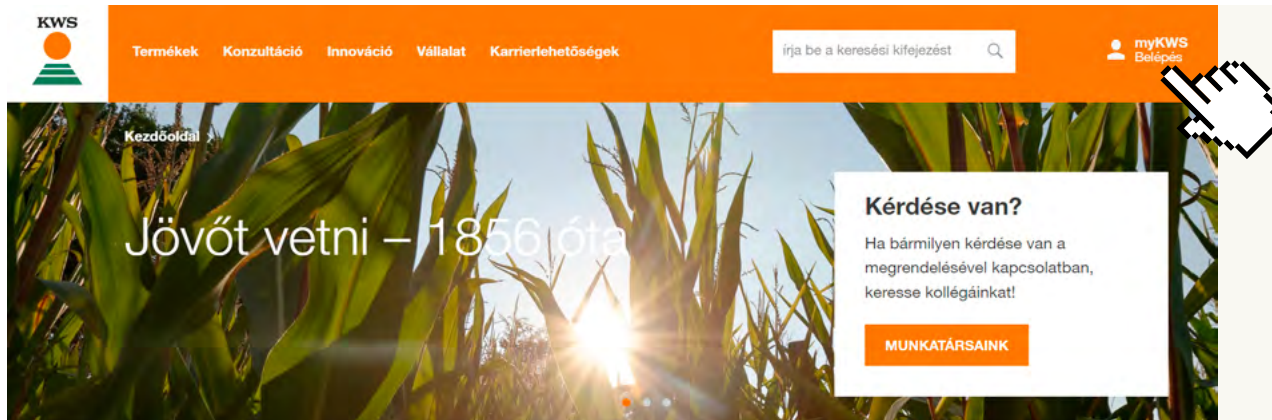 KWS
Termékek Konzultáció Innováció Vállalat Karrierlehetőségek
írja be a keresési kifejezést
myKWS
Belépés
Kezdőoldal >
Jövőt vetni – 1856 óta
Kérdése van?
Ha bármilyen kérdése van a
megrendelésével kapcsolatban,
keresse kollégáinkat!
MUNKATÁRSAINK